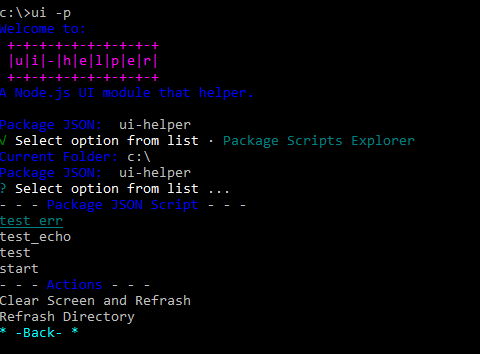 c:\>ui -p
Welcome to:
+-+-+-+-+-+-+-+-+-+
|u|i|-|h|e|l|p|e|r|
+-+-+-+-+-+-+-+-+-+
A Node.js UI module that helper.
Package JSON:  ui-helper
√ Select option from list · Package Scripts Explorer
Current Folder: c:\
Package JSON:  ui-helper
? Select option from list ...
- - - Package JSON Script - - -
test_err
test_echo
test
start
- - - Actions - - -
Clear Screen and Refrash
Refrash Directory
* -Back- *